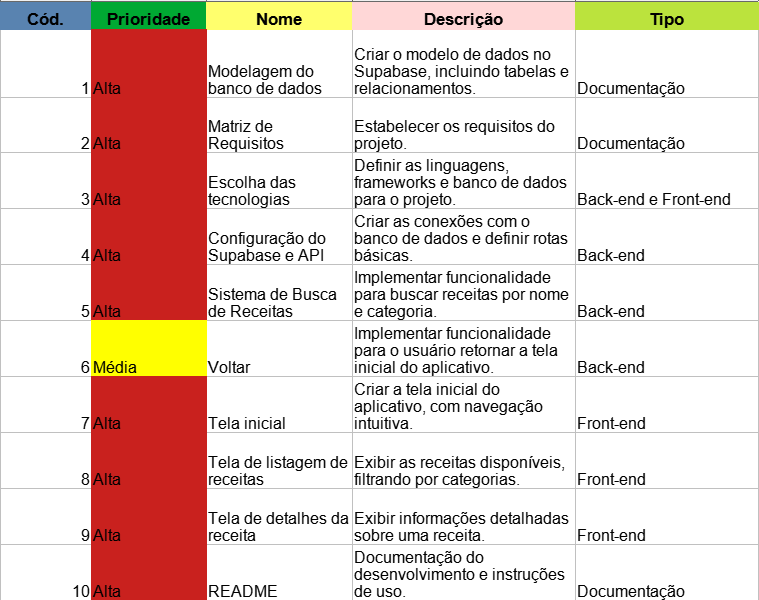 Cód. Prioridade Nome Descrição Tipo
1 Alta Modelagem do banco de dados Criar o modelo de dados no Supabase, incluindo tabelas e relacionamentos. Documentação
2 Alta Matriz de Requisitos Estabelecer os requisitos do projeto. Documentação
3 Alta Escolha das tecnologias Definir as linguagens, frameworks e banco de dados para o projeto. Back-end e Front-end
4 Alta Configuração do Supabase e API Criar as conexões com o banco de dados e definir rotas básicas. Back-end
5 Alta Sistema de Busca de Receitas Implementar funcionalidade para buscar receitas por nome e categoria. Back-end
6 Média Voltar Implementar funcionalidade para o usuário retornar a tela inicial do aplicativo. Back-end
7 Alta Tela inicial Criar a tela inicial do aplicativo, com navegação intuitiva. Front-end
8 Alta Tela de listagem de receitas Exibir as receitas disponíveis, filtrando por categorias. Front-end
9 Alta Tela de detalhes da receita Exibir informações detalhadas sobre uma receita. Front-end
10 Alta README Documentação do desenvolvimento e instruções de uso. Documentação